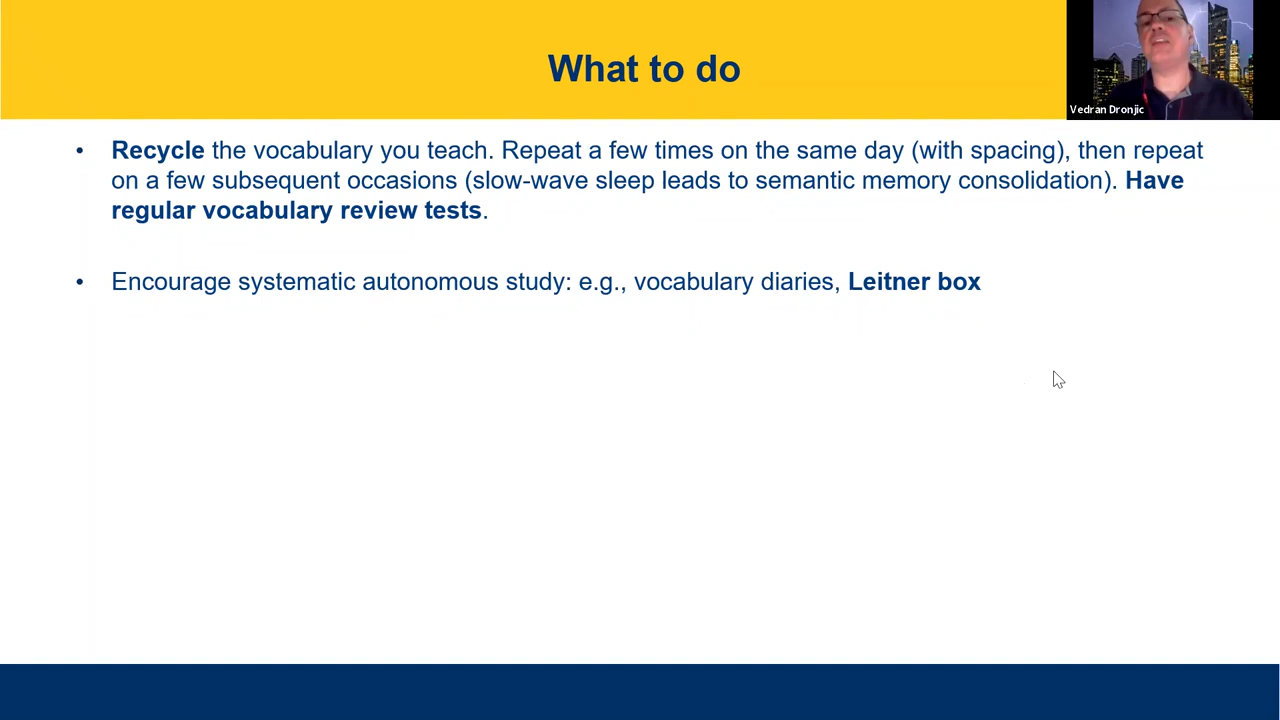 What to do
Vedran Dronjic
• Recycle the vocabulary you teach. Repeat a few times on the same day (with spacing), then repeat
on a few subsequent occasions (slow-wave sleep leads to semantic memory consolidation). Have
regular vocabulary review tests.
• Encourage systematic autonomous study: e.g., vocabulary diaries, Leitner box